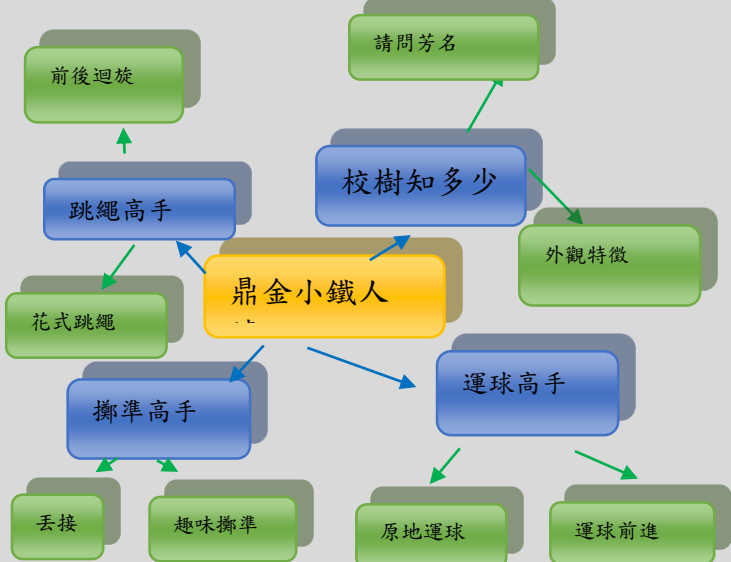 請問芳名
前後迴旋
校樹知多少
跳繩高手
外觀特徵
鼎金小鐵人
花式跳繩
運球高手
擲準高手
丟接
趣味擲準
原地運球
運球前進